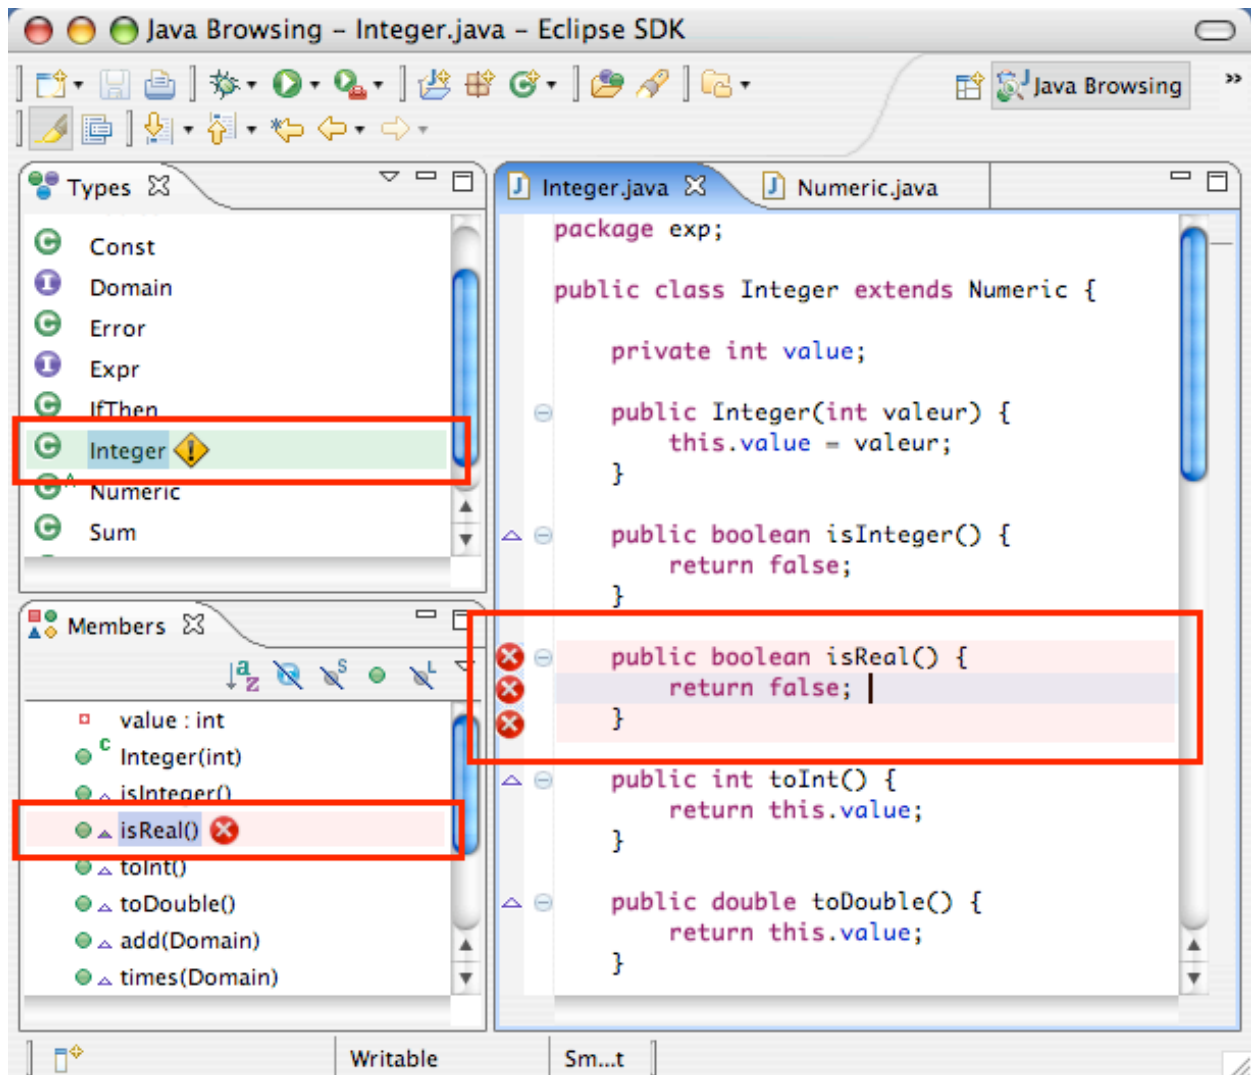 Java Browsing – Integer.java – Eclipse SDK
Java Browsing
Types
Const
Domain
Error
Expr
IfThen
Integer
Numeric
Sum
Members
value : int
Integer(int)
isInteger()
isReal()
toInt()
toDouble()
add(Domain)
times(Domain)
Integer.java
Numeric.java
package exp;
public class Integer extends Numeric {
private int value;
public Integer(int valeur) {
this.value = valeur;
}
public boolean isInteger() {
return false;
}
public boolean isReal() {
return false;
}
public int toInt() {
return this.value;
}
public double toDouble() {
return this.value;
}
Writable
Sm...t